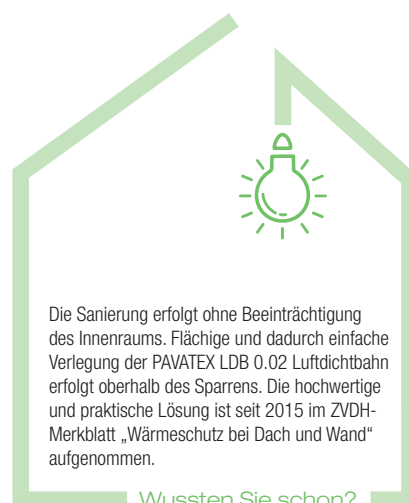 Die Sanierung erfolgt ohne Beeinträchtigung
des Innenraums. Flächige und dadurch einfache
Verlegung der PAVATEX LDB 0.02 Luftdichtbahn
erfolgt oberhalb des Sparrens. Die hochwertige
und praktische Lösung ist seit 2015 im ZVDH-
Merkblatt „Wärmeschutz bei Dach und Wand“
aufgenommen.
Wussten Sie schon?